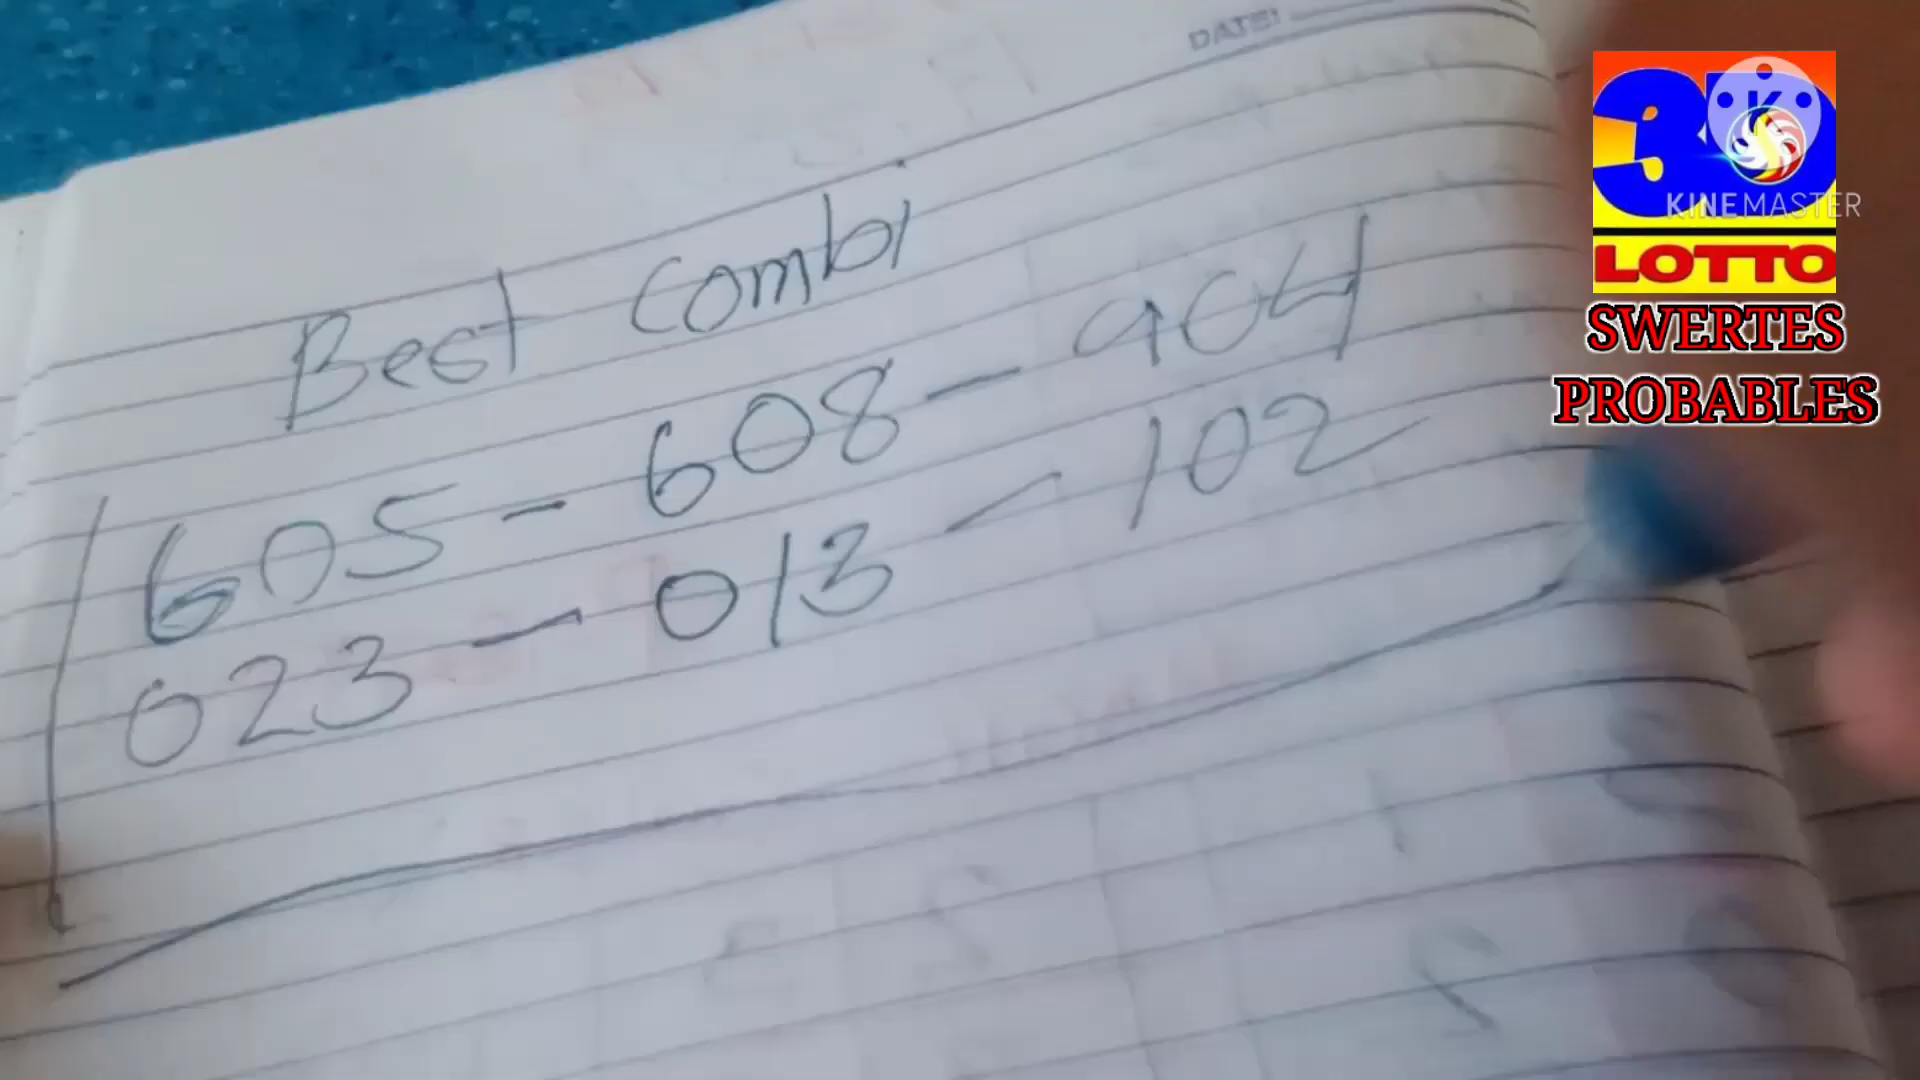 DATE:
Best Combi
605 - 608 - 904
023 - 013 - 102
3D
LOTTO
KINEMASTER
SWERTES
PROBABLES